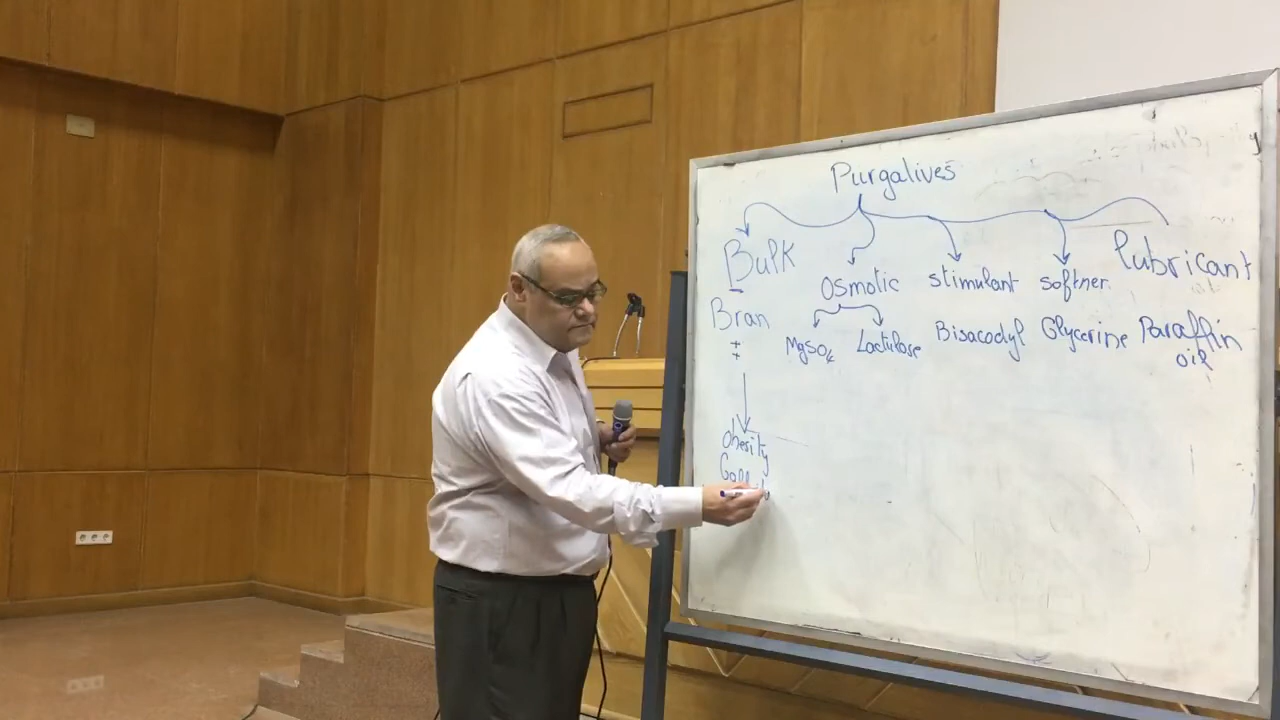 Purgatives
Bulk
Osmotic
stimulant
softner
lubricant
Bran
MgSO4
Lactulose
Bisacodyl
Glycerine
Paraffin
oil
Obesity